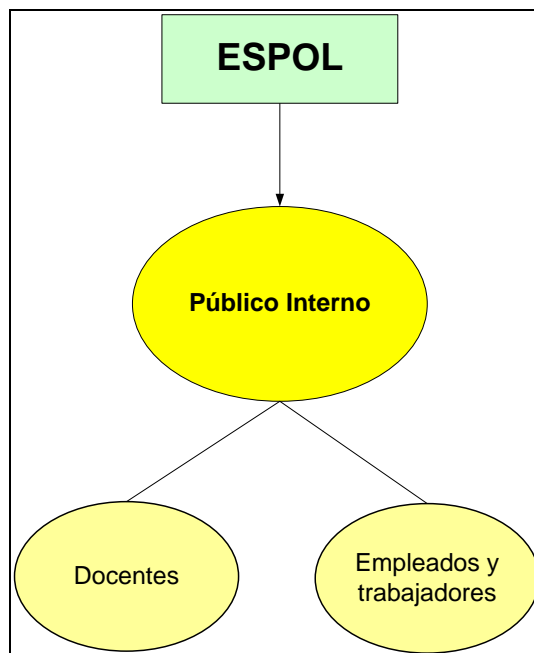 ESPOL
Público Interno
Docentes
Empleados y
trabajadores